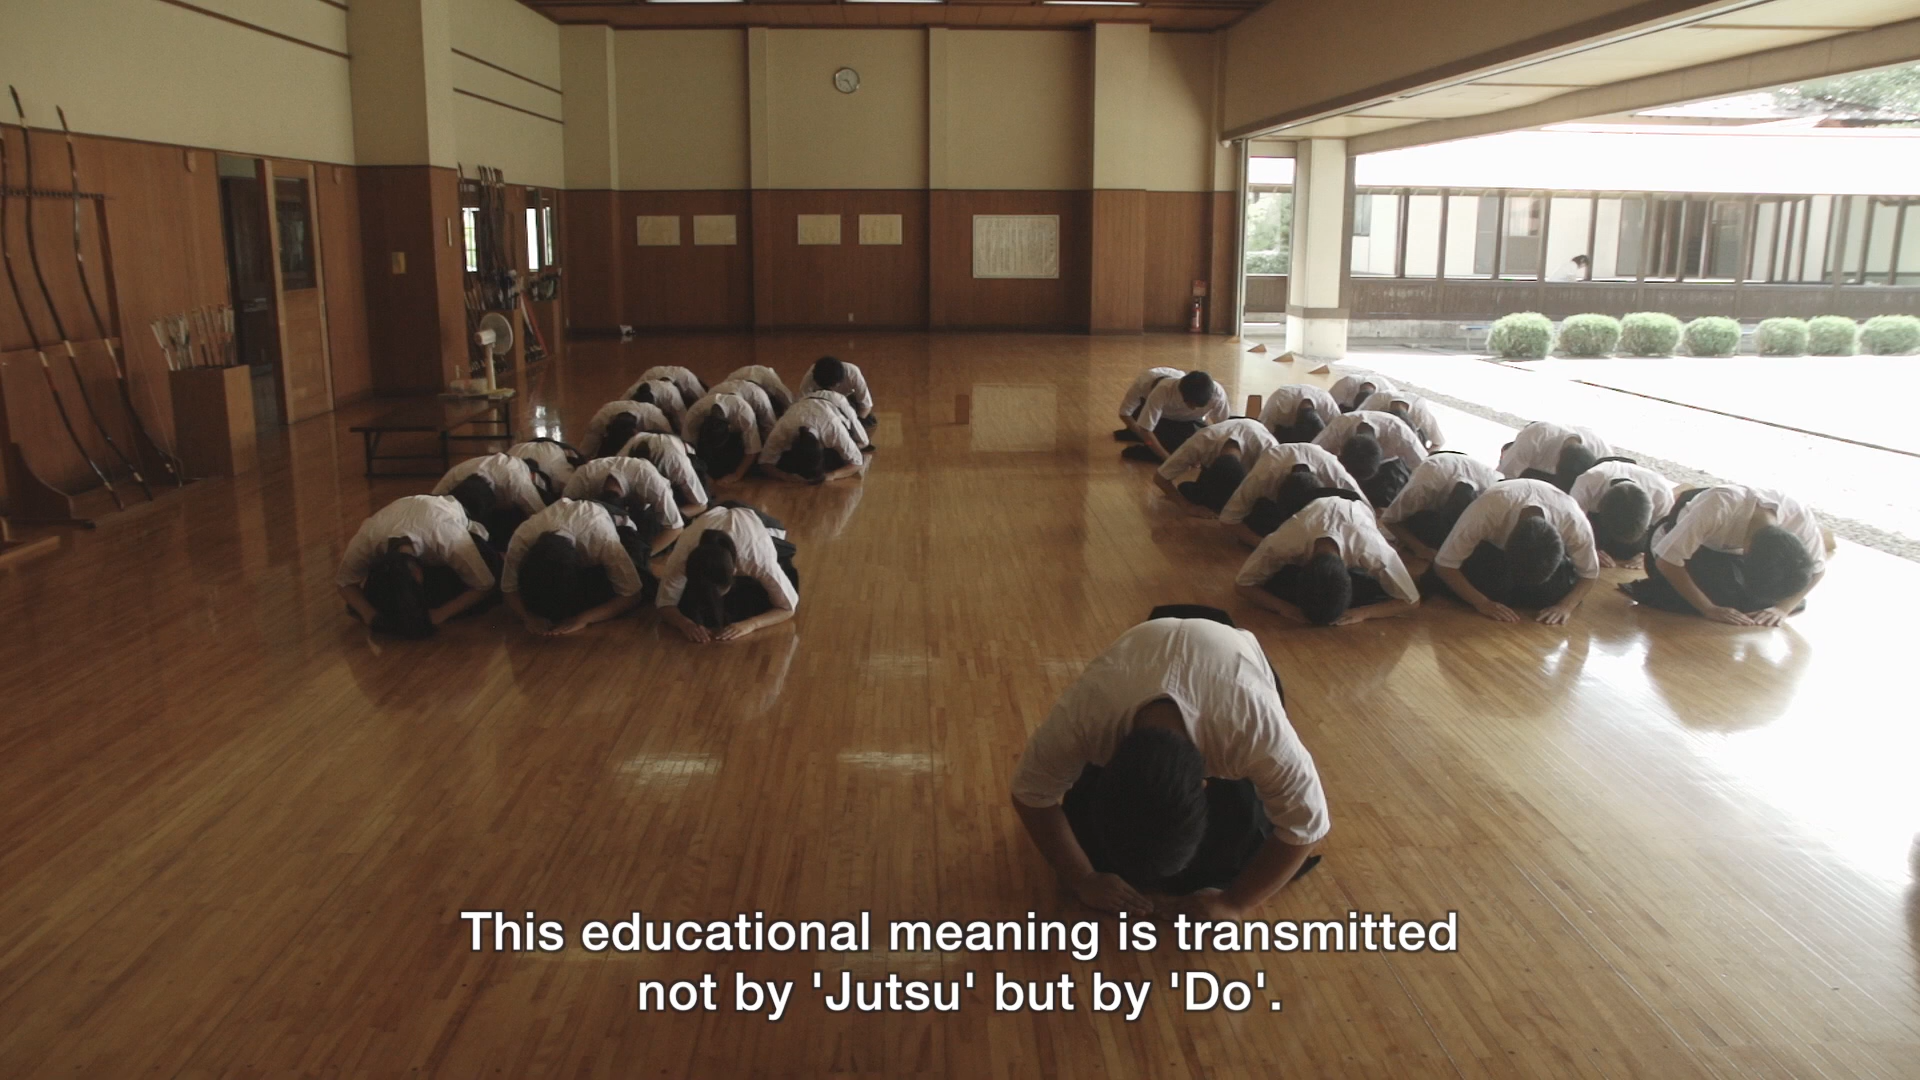 This educational meaning is transmitted
not by 'Jutsu' but by 'Do'.